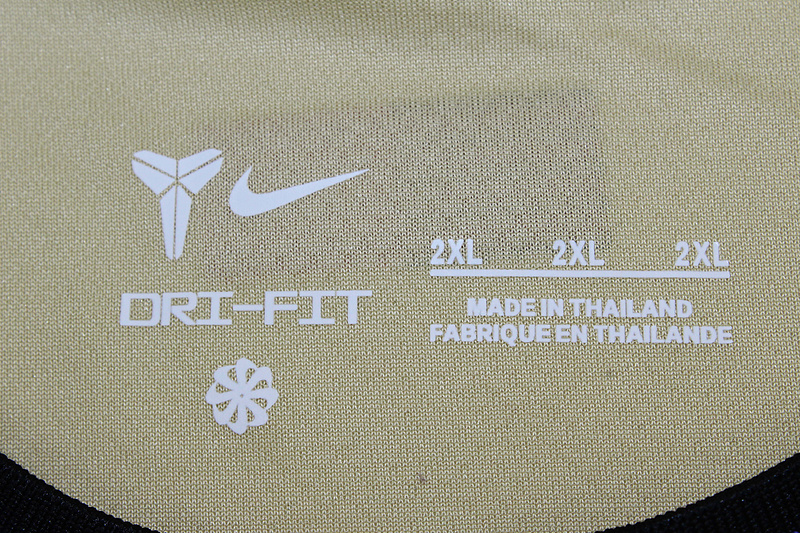 DRI-FIT
2XL 2XL 2XL
MADE IN THAILAND
FABRIQUE EN THAILANDE